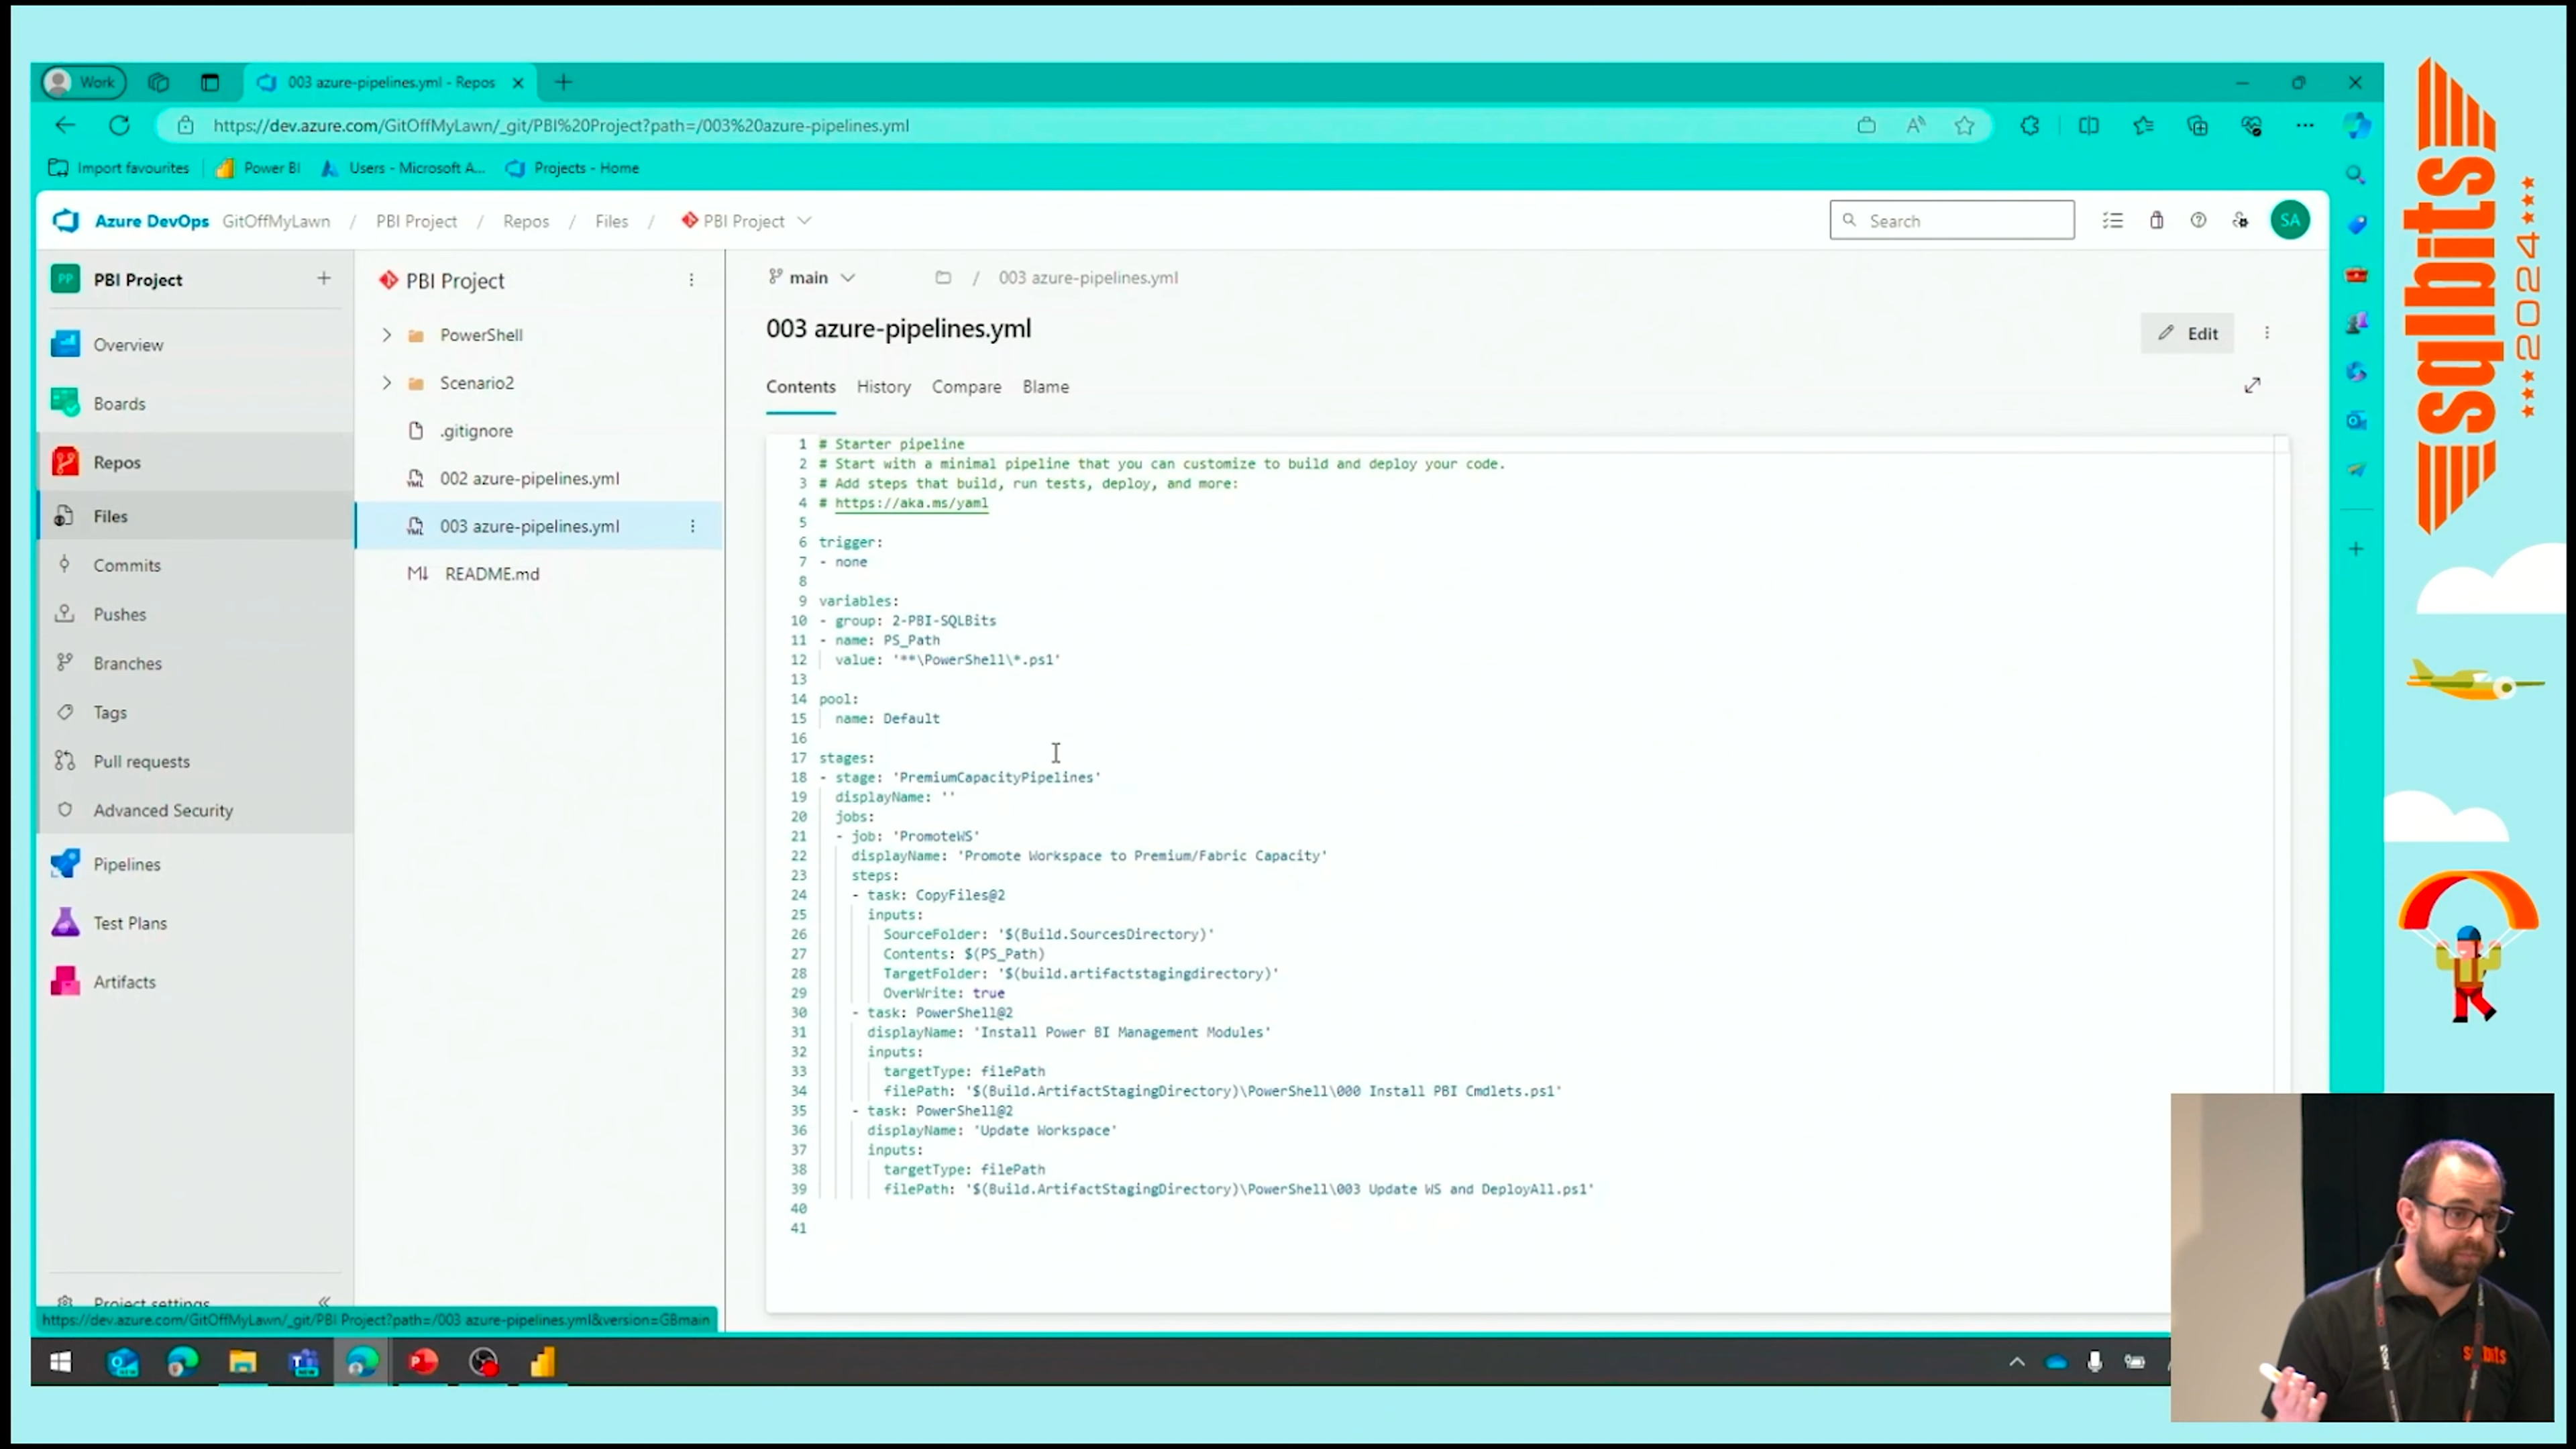 Work
003 azure-pipelines.yml - Repos
https://dev.azure.com/GitOffMyLawn/_git/PBI%20Project?path=/003%20azure-pipelines.yml
Import favourites
Power BI
Users - Microsoft A...
Projects - Home
Azure DevOps
GitOffMyLawn / PBI Project / Repos / Files / PBI Project
Search
SA
PP
PBI Project
Overview
Boards
Repos
Files
Commits
Pushes
Branches
Tags
Pull requests
Advanced Security
Pipelines
Test Plans
Artifacts
Project settings
https://dev.azure.com/GitOffMyLawn/_git/PBI Project?path=/003 azure-pipelines.yml&version=GBmain
PBI Project
PowerShell
Scenario2
.gitignore
002 azure-pipelines.yml
003 azure-pipelines.yml
README.md
main
/ 003 azure-pipelines.yml
003 azure-pipelines.yml
Edit
Contents History Compare Blame
1 # Starter pipeline
2 # Start with a minimal pipeline that you can customize to build and deploy your code.
3 # Add steps that build, run tests, deploy, and more:
4 # https://aka.ms/yaml
5
6 trigger:
7 - none
8
9 variables:
10 - group: 2-PBI-SQLBits
11 - name: PS_Path
12 value: '**\PowerShell\*.ps1'
13
14 pool:
15 name: Default
16
17 stages:
18 - stage: 'PremiumCapacityPipelines'
19 displayName: ''
20 jobs:
21 - job: 'PromoteWS'
22 displayName: 'Promote Workspace to Premium/Fabric Capacity'
23 steps:
24 - task: CopyFiles@2
25 inputs:
26 SourceFolder: '$(Build.SourcesDirectory)'
27 Contents: $(PS_Path)
28 TargetFolder: '$(build.artifactstagingdirectory)'
29 OverWrite: true
30 - task: PowerShell@2
31 displayName: 'Install Power BI Management Modules'
32 inputs:
33 targetType: filePath
34 filePath: '$(Build.ArtifactStagingDirectory)\PowerShell\000 Install PBI Cmdlets.ps1'
35 - task: PowerShell@2
36 displayName: 'Update Workspace'
37 inputs:
38 targetType: filePath
39 filePath: '$(Build.ArtifactStagingDirectory)\PowerShell\003 Update WS and DeployAll.ps1'
40
41
sqlbits
2024